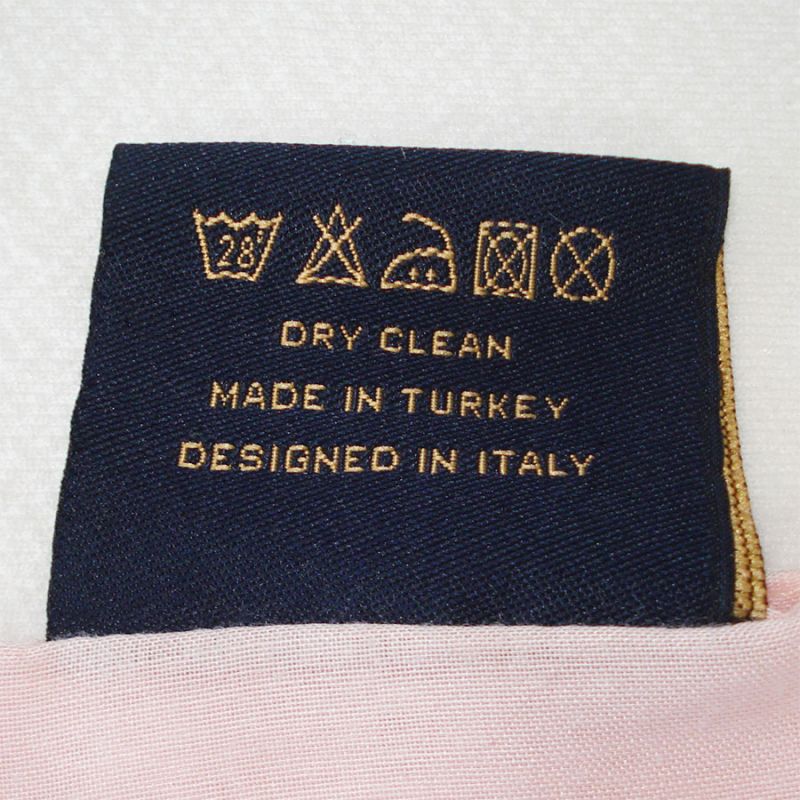 28°
DRY CLEAN
MADE IN TURKEY
DESIGNED IN ITALY